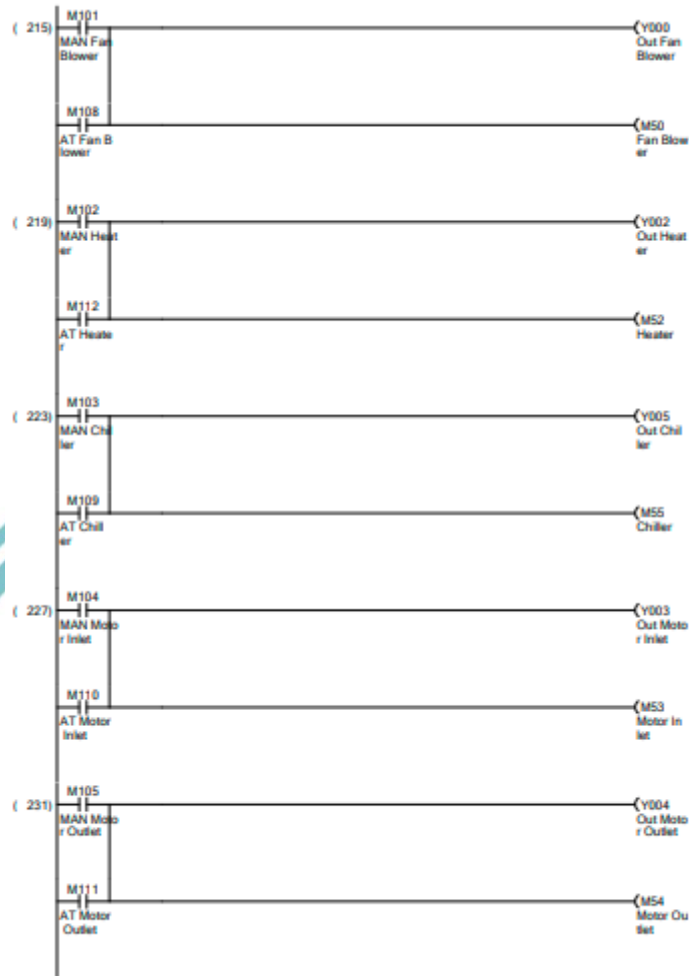 M101
( 215)
(Y000
MAN Fan
Blower
Out Fan
Blower
M108
(M50
AT Fan B
lower
Fan Blow
er
M102
( 219)
(Y002
MAN Heat
er
Out Heat
er
M112
(M52
AT Heate
r
Heater
M103
( 223)
(Y005
MAN Chil
ler
Out Chil
ler
M109
(M55
AT Chill
er
Chiller
M104
( 227)
(Y003
MAN Moto
r Inlet
Out Moto
r Inlet
M110
(M53
AT Motor
Inlet
Motor In
let
M105
( 231)
(Y004
MAN Moto
r Outlet
Out Moto
r Outlet
M111
(M54
AT Motor
Outlet
Motor Ou
tlet